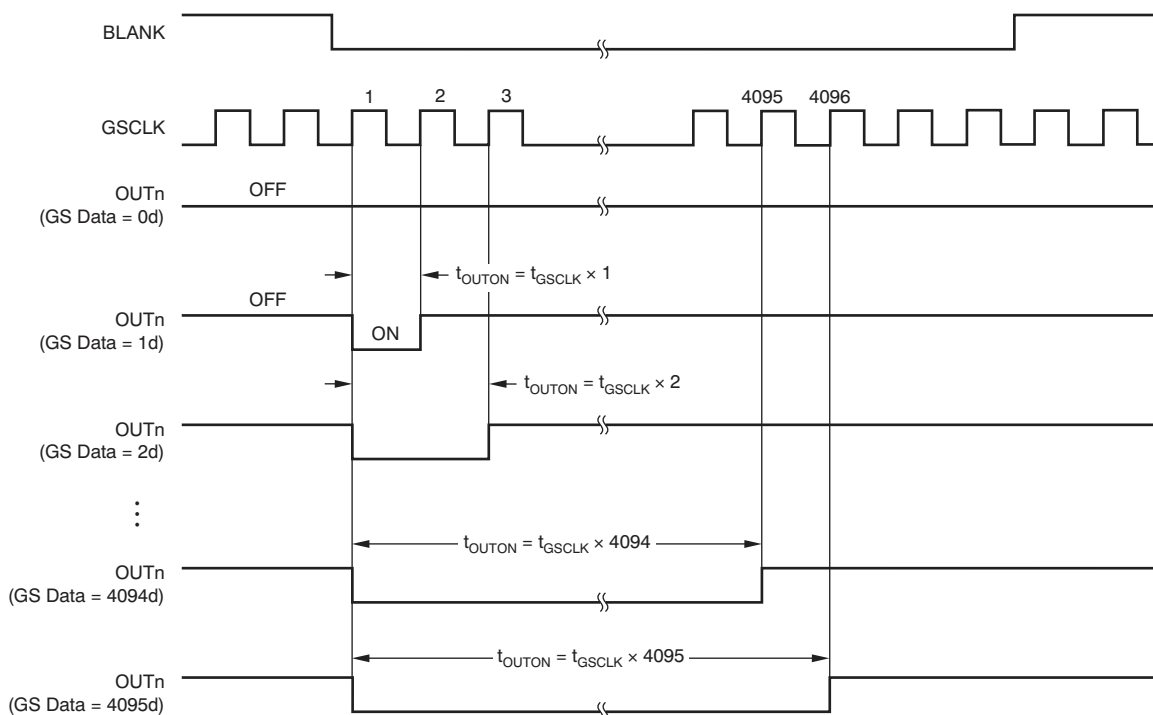 BLANK
1 2 3 4095 4096
GSCLK
OUTn
(GS Data = 0d)
OFF
tOUTON = tGSCLK × 1
OFF
OUTn
(GS Data = 1d)
ON
tOUTON = tGSCLK × 2
OUTn
(GS Data = 2d)
tOUTON = tGSCLK × 4094
OUTn
(GS Data = 4094d)
tOUTON = tGSCLK × 4095
OUTn
(GS Data = 4095d)